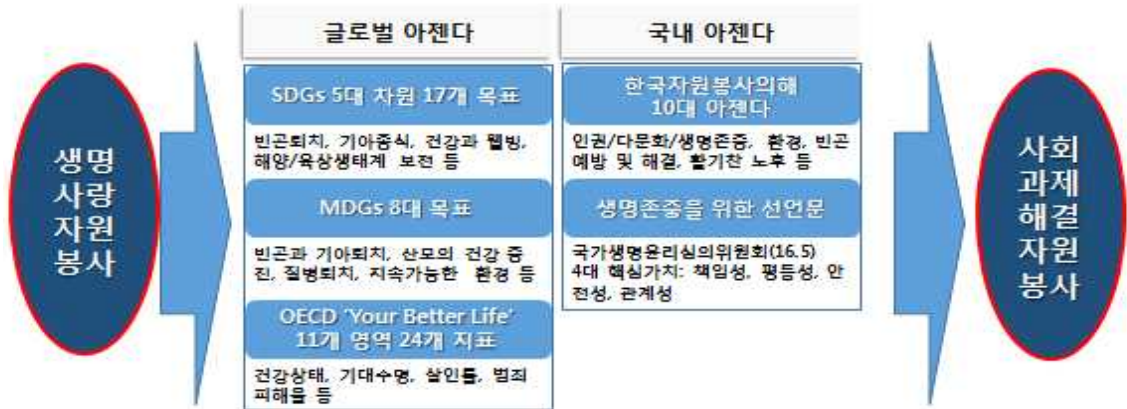 생명
사랑
자원
봉사
글로벌 아젠다
SDGs 5대 차원 17개 목표
빈곤퇴치, 기아종식, 건강과 웰빙,
해양/육상생태계 보전 등
MDGs 8대 목표
빈곤과 기아퇴치, 산모의 건강 증
진, 질병퇴치, 지속가능한 환경 등
OECD 'Your Better Life'
11개 영역 24개 지표
건강상태, 기대수명, 살인률, 범죄
피해율 등
국내 아젠다
한국자원봉사의해
10대 아젠다
인권/다문화/생명존중, 환경, 빈곤
예방 및 해결, 활기찬 노후 등
생명존중을 위한 선언문
국가생명윤리심의위원회(16.5)
4대 핵심가치: 책임성, 평등성, 안
전성, 관계성
사회
과제
해결
자원
봉사